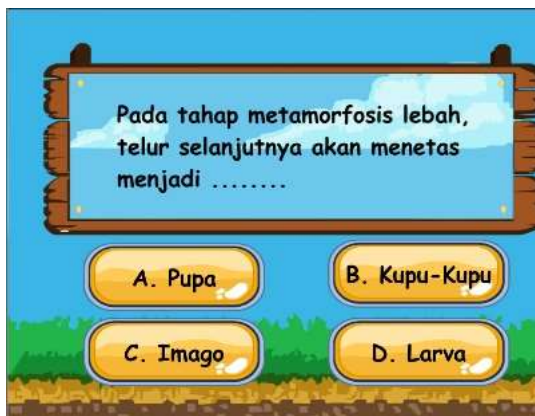 Pada tahap metamorfosis lebah,
telur selanjutnya akan menetas
menjadi ........
A. Pupa
B. Kupu-Kupu
C. Imago
D. Larva